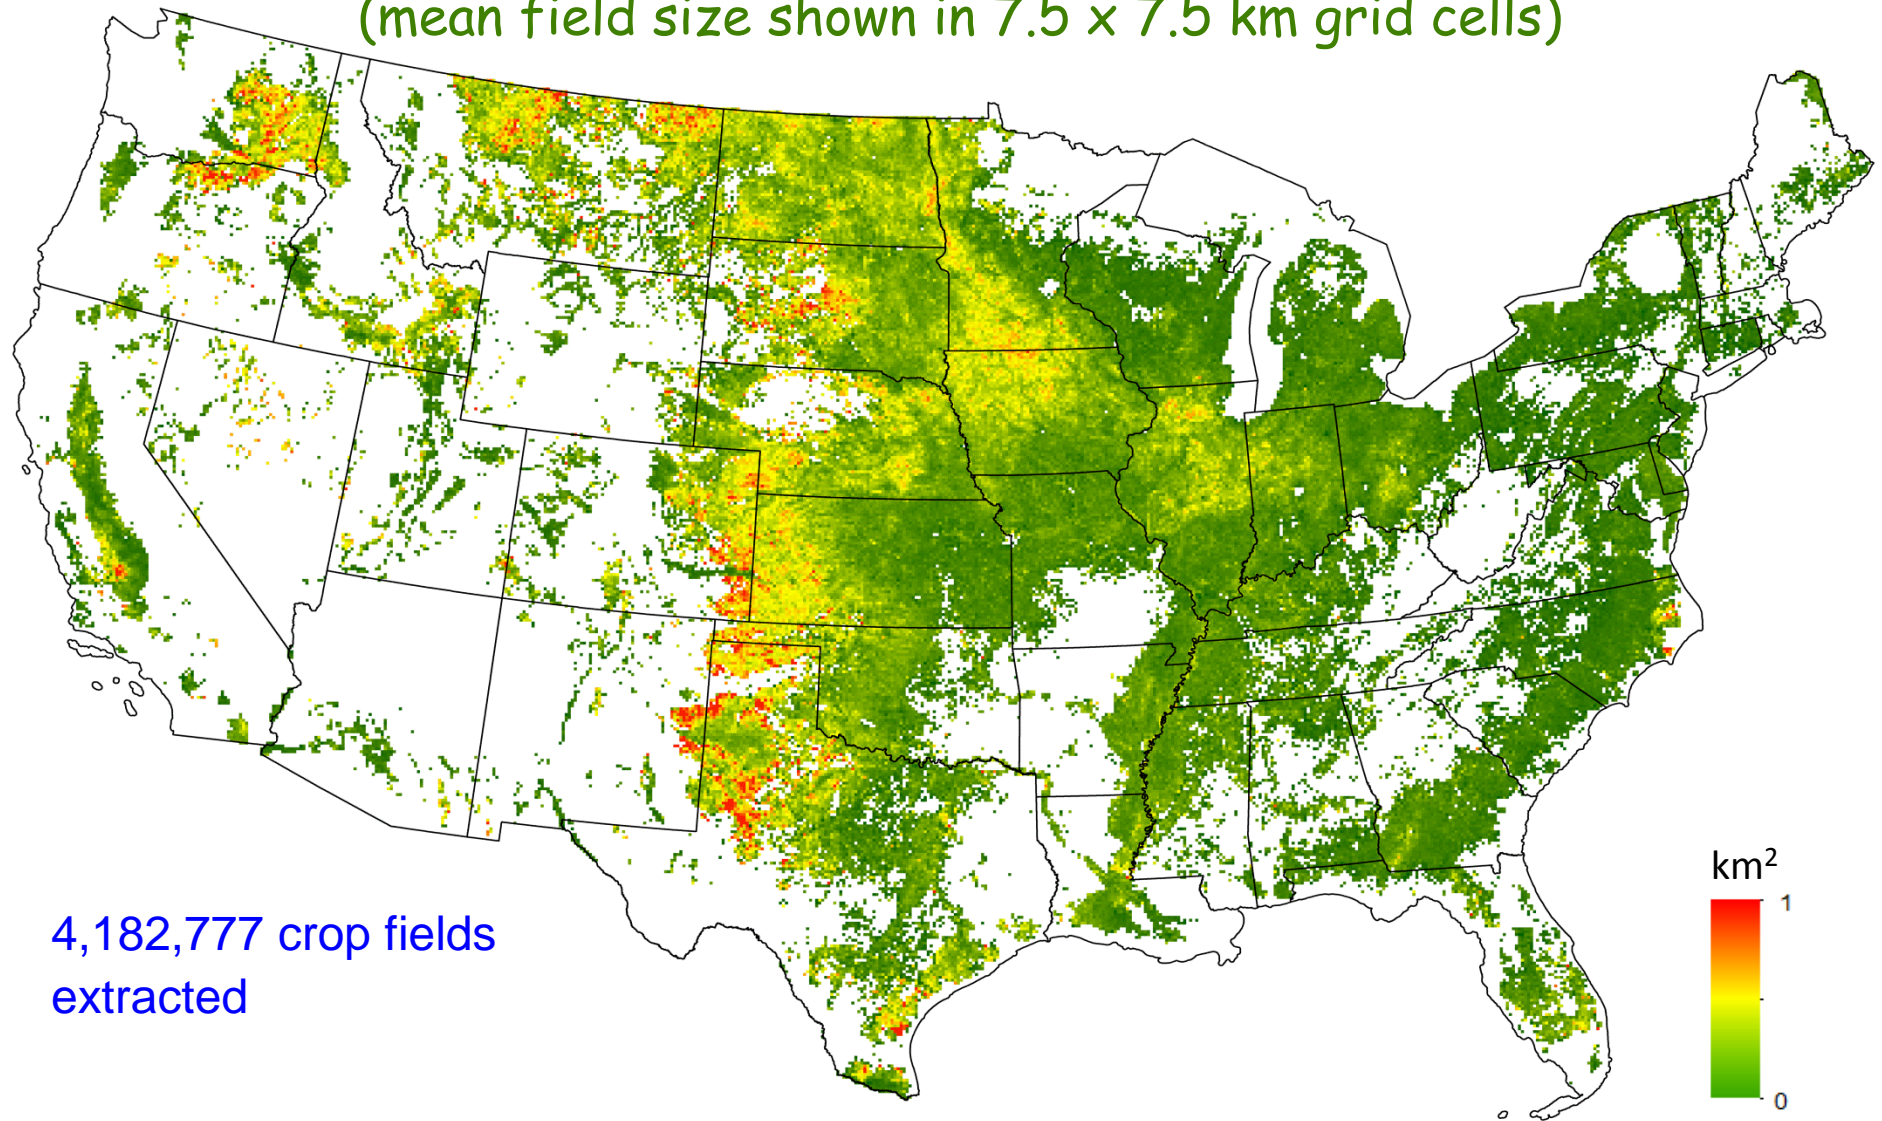 (mean field size shown in 7.5 x 7.5 km grid cells)
km²
1
0
4,182,777 crop fields
extracted